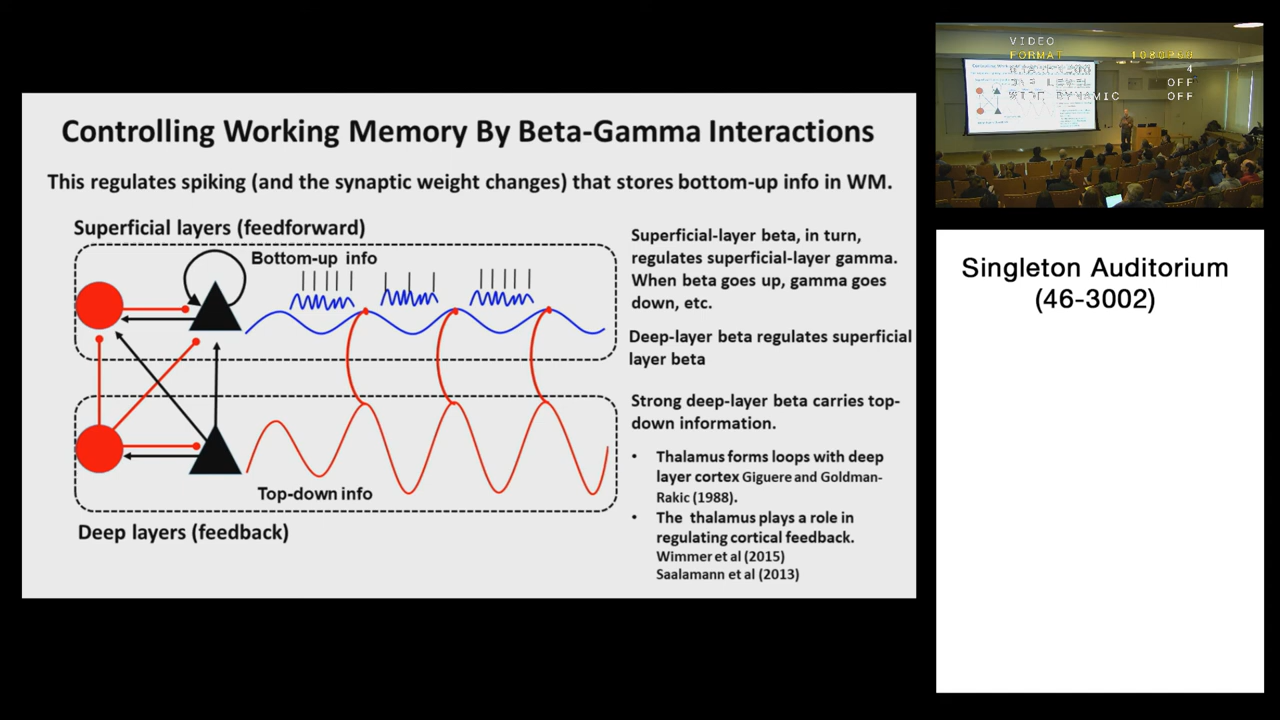 Controlling Working Memory By Beta-Gamma Interactions
This regulates spiking (and the synaptic weight changes) that stores bottom-up info in WM.
Superficial layers (feedforward)
Bottom-up info
Top-down info
Deep layers (feedback)
Superficial-layer beta, in turn,
regulates superficial-layer gamma.
When beta goes up, gamma goes
down, etc.
Deep-layer beta regulates superficial
layer beta
Strong deep-layer beta carries top-
down information.
• Thalamus forms loops with deep
layer cortex Giguere and Goldman-
Rakic (1988).
• The thalamus plays a role in
regulating cortical feedback.
Wimmer et al (2015)
Saalamann et al (2013)
VIDEO
FORMAT
4
OFF
WIDE DYNAMIC OFF
Singleton Auditorium
(46-3002)